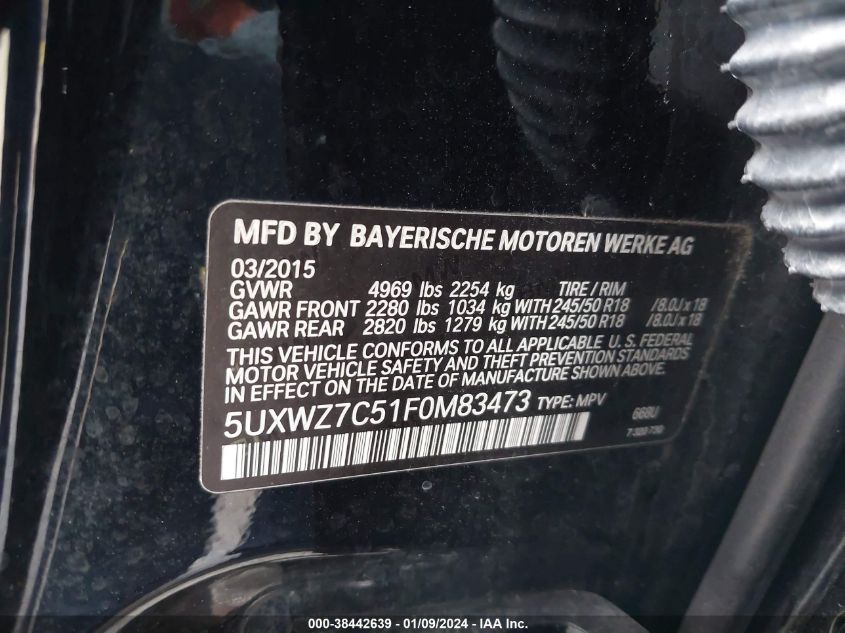 MFD BY BAYERISCHE MOTOREN WERKE AG
03/2015
GVWR 4969 lbs 2254 kg TIRE / RIM
GAWR FRONT 2280 lbs 1034 kg WITH 245/50 R18 /8.0J x 18
GAWR REAR 2820 lbs 1279 kg WITH 245/50 R18 /8.0J x 18
THIS VEHICLE CONFORMS TO ALL APPLICABLE U. S. FEDERAL
MOTOR VEHICLE SAFETY AND THEFT PREVENTION STANDARDS
IN EFFECT ON THE DATE OF MANUFACTURE SHOWN ABOVE.
5UXWZ7C51F0M83473 TYPE: MPV
668U
000-38442639 - 01/09/2024 - IAA Inc.